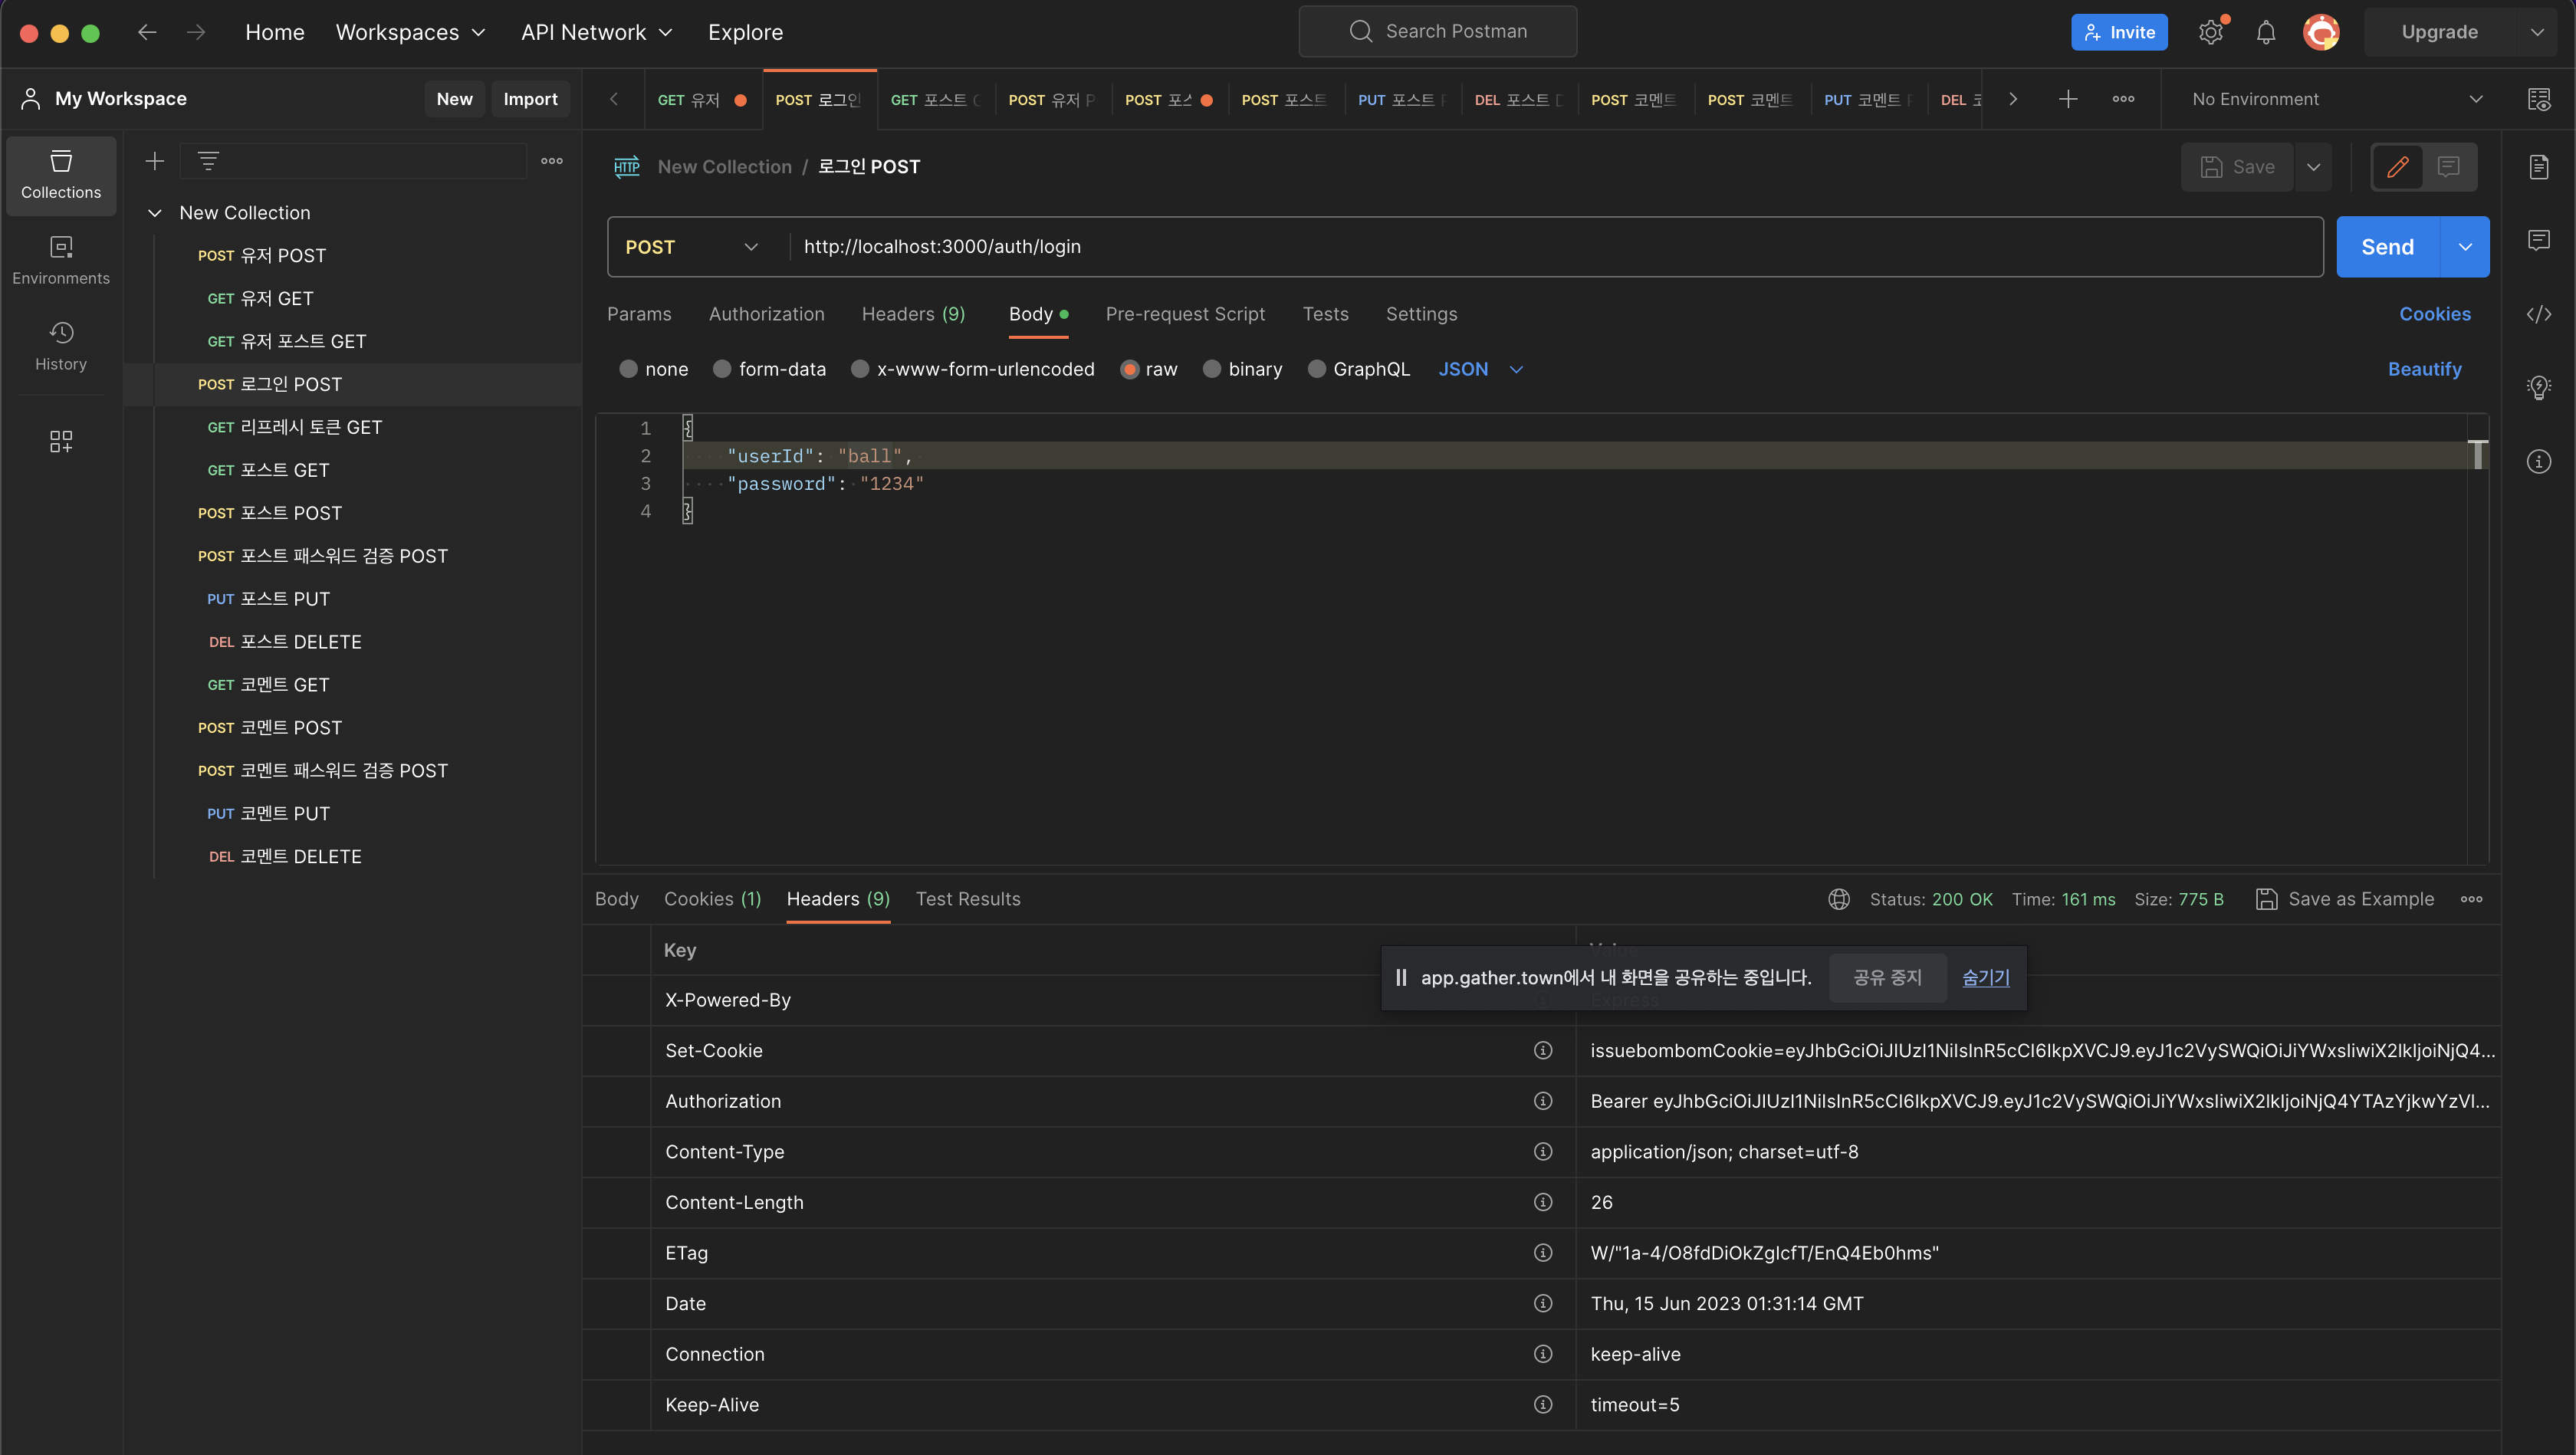 Home Workspaces API Network Explore Search Postman Invite Upgrade
My Workspace New Import GET 유저 POST 로그인 GET 포스트 POST 유저 P POST 포스 POST 포스트 PUT 포스트 DEL 포스트 POST 코멘트 POST 코멘트 PUT 코멘트 DEL No Environment
Collections
Environments
History
New Collection
POST 유저 POST
GET 유저 GET
GET 유저 포스트 GET
POST 로그인 POST
GET 리프레시 토큰 GET
GET 포스트 GET
POST 포스트 POST
POST 포스트 패스워드 검증 POST
PUT 포스트 PUT
DEL 포스트 DELETE
GET 코멘트 GET
POST 코멘트 POST
POST 코멘트 패스워드 검증 POST
PUT 코멘트 PUT
DEL 코멘트 DELETE
HTTP New Collection / 로그인 POST Save
POST http://localhost:3000/auth/login Send
Params Authorization Headers (9) Body Pre-request Script Tests Settings Cookies
none form-data x-www-form-urlencoded raw binary GraphQL JSON Beautify
1 {
2 "userId": "ball",
3 "password": "1234"
4 }
Body Cookies (1) Headers (9) Test Results Status: 200 OK Time: 161 ms Size: 775 B Save as Example
Key Value
app.gather.town에서 내 화면을 공유하는 중입니다. 공유 중지 숨기기
X-Powered-By Express
Set-Cookie issuebombomCookie=eyJhbGciOiJIUzI1NiIsInR5cCI6IkpXVCJ9.eyJ1c2VySWQiOiJiYWxsIiwiX2lkIjoiNjQ4...
Authorization Bearer eyJhbGciOiJIUzI1NiIsInR5cCI6IkpXVCJ9.eyJ1c2VySWQiOiJiYWxsIiwiX2lkIjoiNjQ4YTAzYjkwYzVl...
Content-Type application/json; charset=utf-8
Content-Length 26
ETag W/"1a-4/O8fdDiOkZgIcfT/EnQ4Eb0hms"
Date Thu, 15 Jun 2023 01:31:14 GMT
Connection keep-alive
Keep-Alive timeout=5